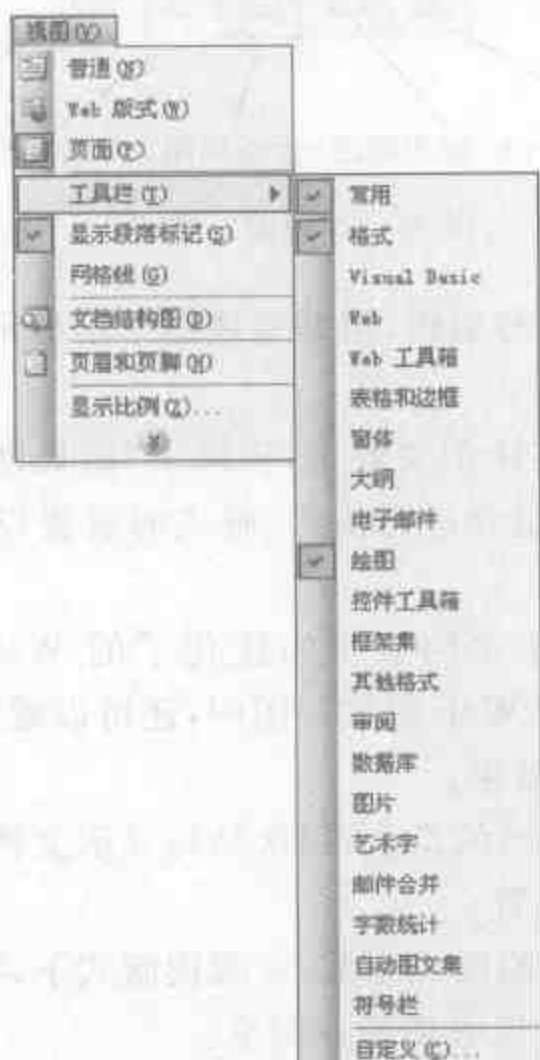 视图(V)
普通(N)
Web 版式(W)
页面(P)
工具栏(T)
显示段落标记(S)
网格线(G)
文档结构图(D)
页眉和页脚(H)
显示比例(Z)...
常用
格式
Visual Basic
Web
Web 工具箱
表格和边框
窗体
大纲
电子邮件
绘图
控件工具箱
框架集
其他格式
审阅
数据库
图片
艺术字
邮件合并
字数统计
自动图文集
符号栏
自定义(C)...